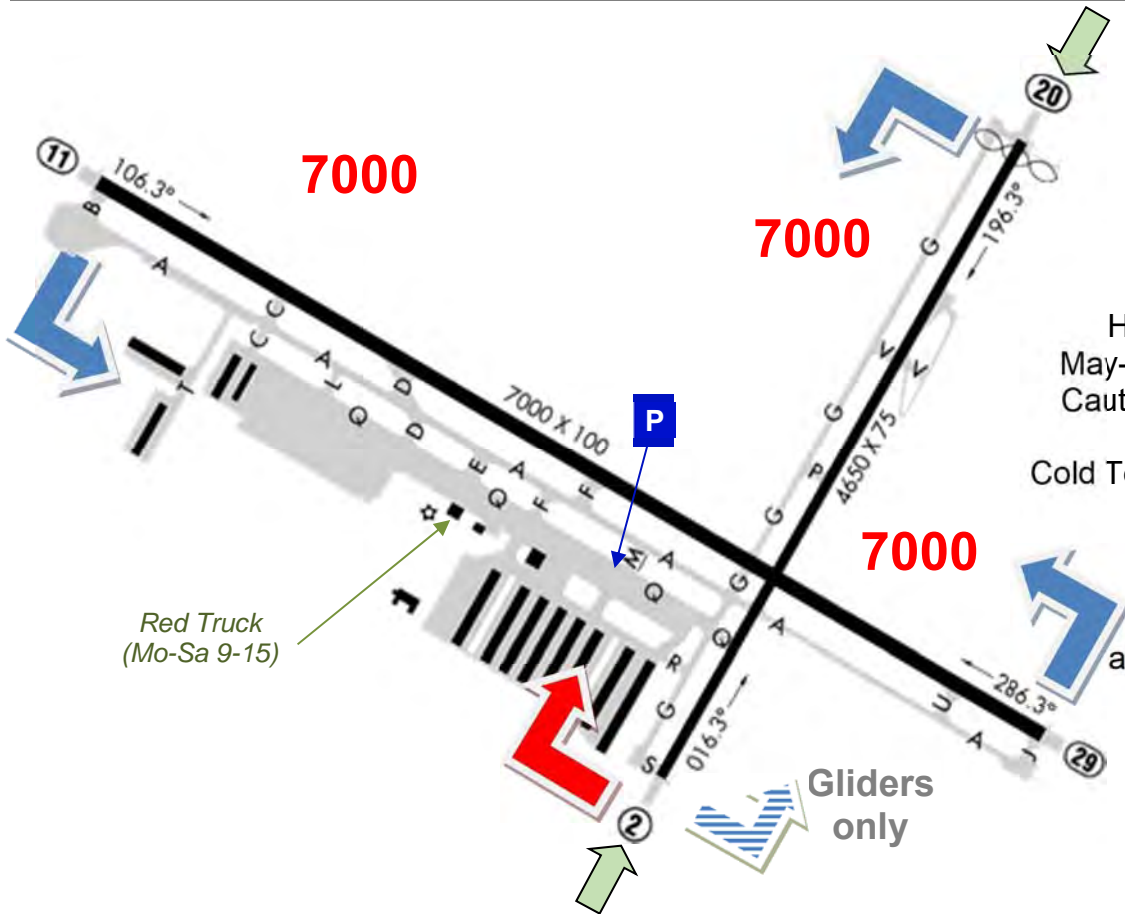 20
11
106.3°
7000
7000
196.3°
B
A
G
C
C
A
D
L
Q
D
7000 X 100
P
V
V
G
P
4650 X 75
H
May-
Caut
Cold T
T
E
A
F
Q
F
G
7000
M
A
Q
G
A
Q
Red Truck
(Mo-Sa 9-15)
R
G
S
016.3°
286.3°
a
U
A
J
29
2
Gliders
only